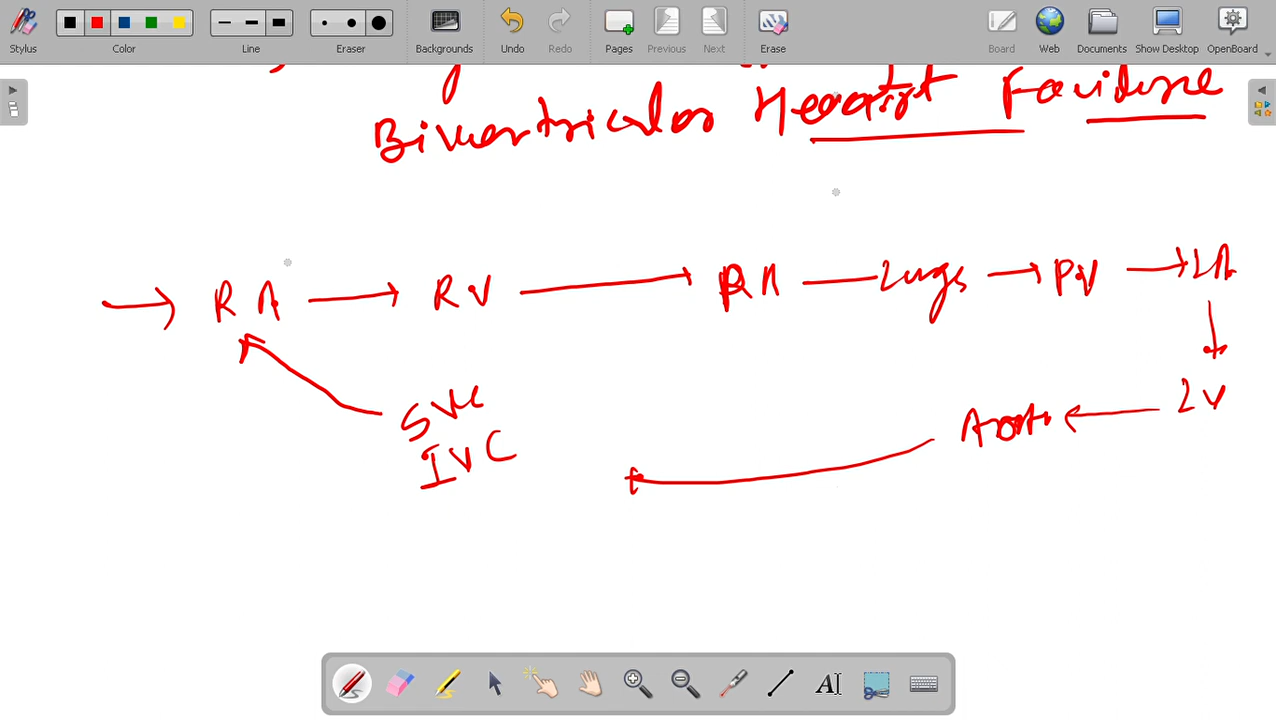 Stylus Color Line Eraser Backgrounds Undo Redo Pages Previous Next Erase Board Web Documents Show Desktop OpenBoard
Biventricular Heart Failure
→ RA → RV → PA — Lungs → PV → LA
SVC
IVC
Aorta ← LV
AI